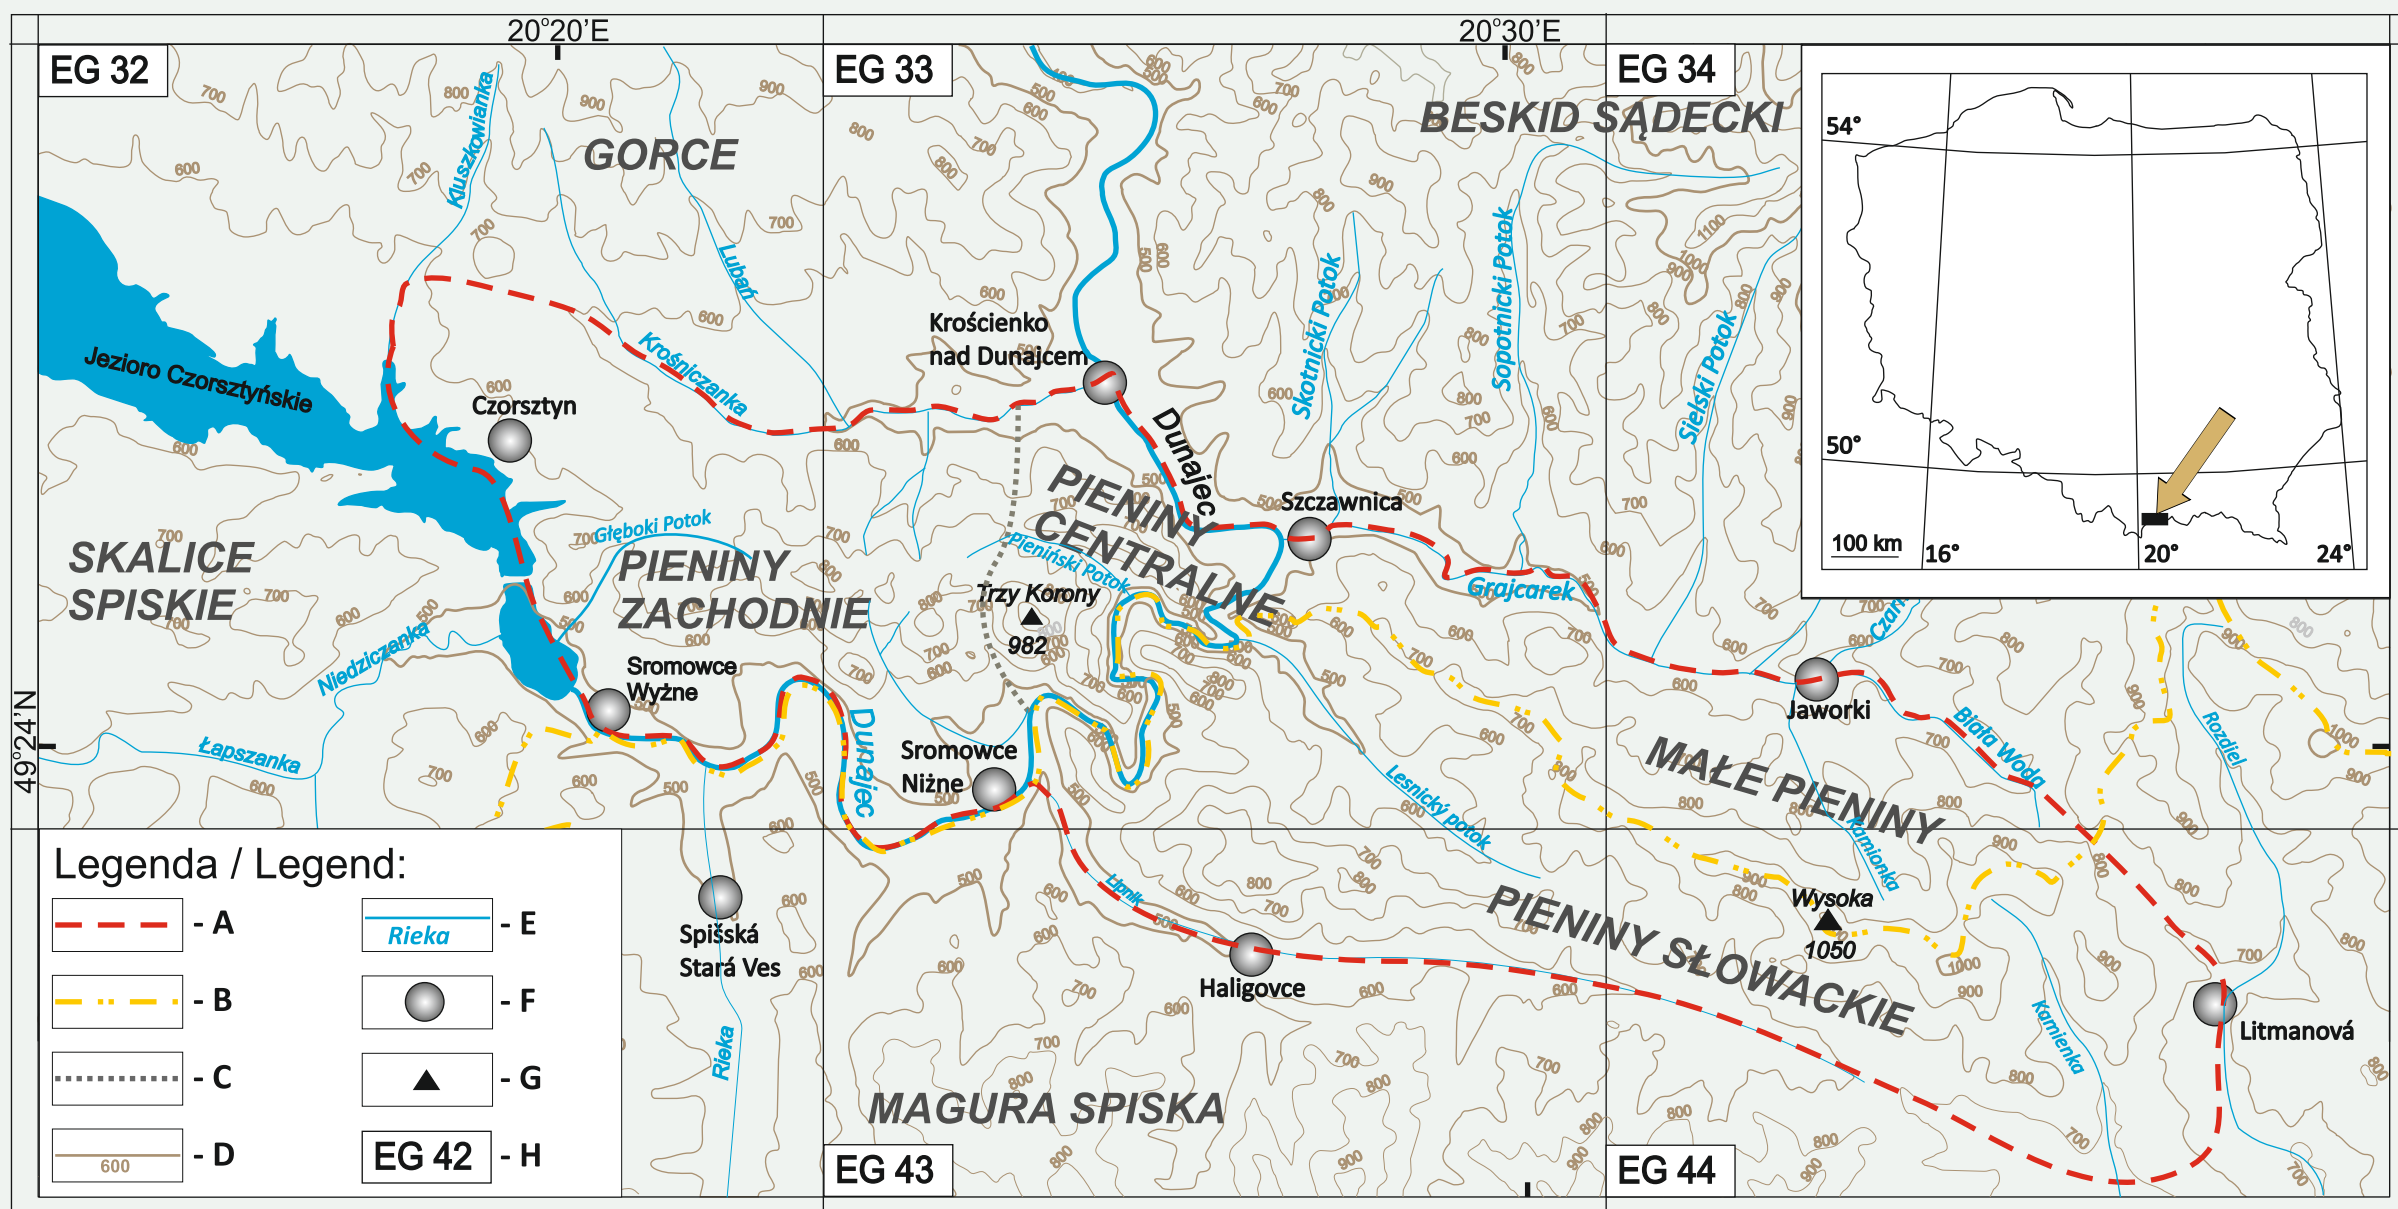 20°20'E
20°30'E
49°24'N
EG 32
EG 33
EG 34
EG 43
EG 44
GORCE
BESKID SĄDECKI
Kluszkowianka
Lubań
Krośniczanka
Jezioro Czorsztyńskie
Czorsztyn
Krościenko
nad Dunajcem
Dunajec
Skotnicki Potok
Sopotnicki Potok
Sielski Potok
Szczawnica
Grajcarek
SKALICE
SPISKIE
Głęboki Potok
PIENINY
ZACHODNIE
PIENINY
CENTRALNE
Pieniński Potok
Trzy Korony
982
Niedziczanka
Łapszanka
Sromowce
Wyżne
Dunajec
Sromowce
Niżne
Lesnický potok
Jaworki
Biała Woda
Rozdiel
MAŁE PIENINY
Kamionka
Wysoka
1050
PIENINY SŁOWACKIE
Lipnik
Haligovce
Spišská
Stará Ves
Rieka
MAGURA SPISKA
Kamienka
Litmanová
54°
50°
100 km
16°
20°
24°
Legenda / Legend:
- A
- B
- C
600
- D
Rieka
- E
- F
- G
EG 42
- H